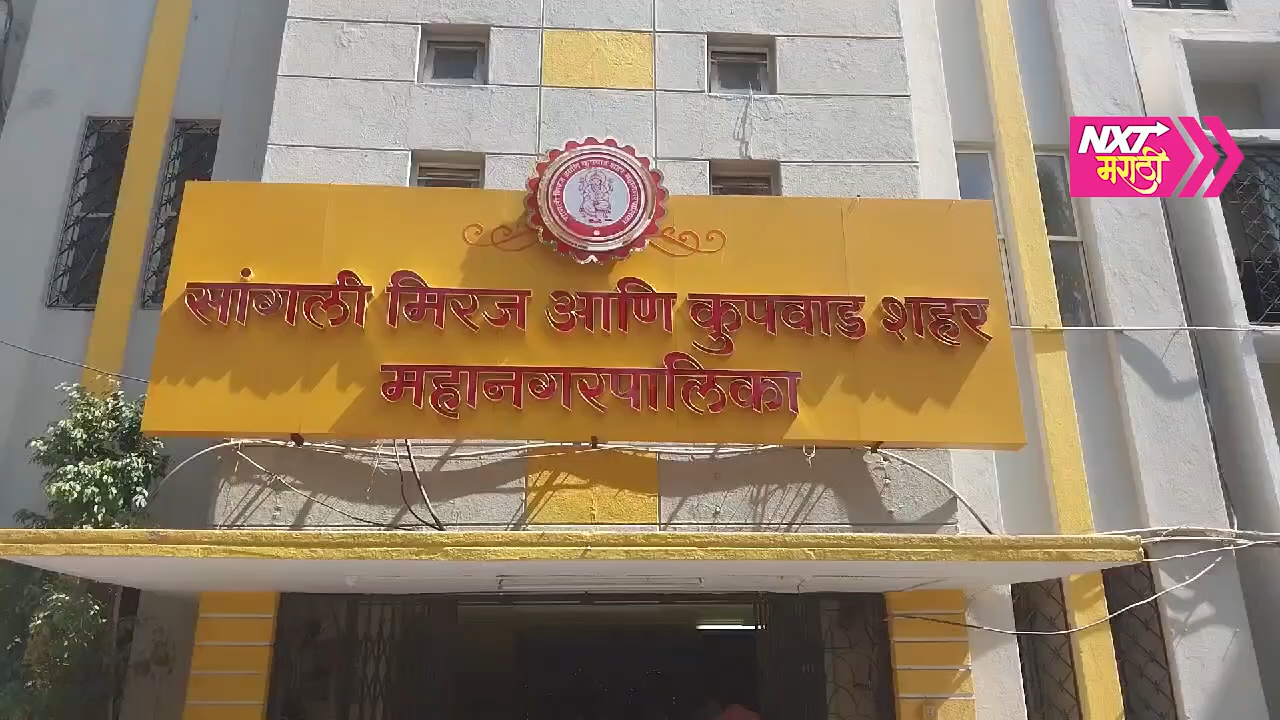 NXT
मराठी
सांगली मिरज आणि कुपवाड शहर
महानगरपालिका